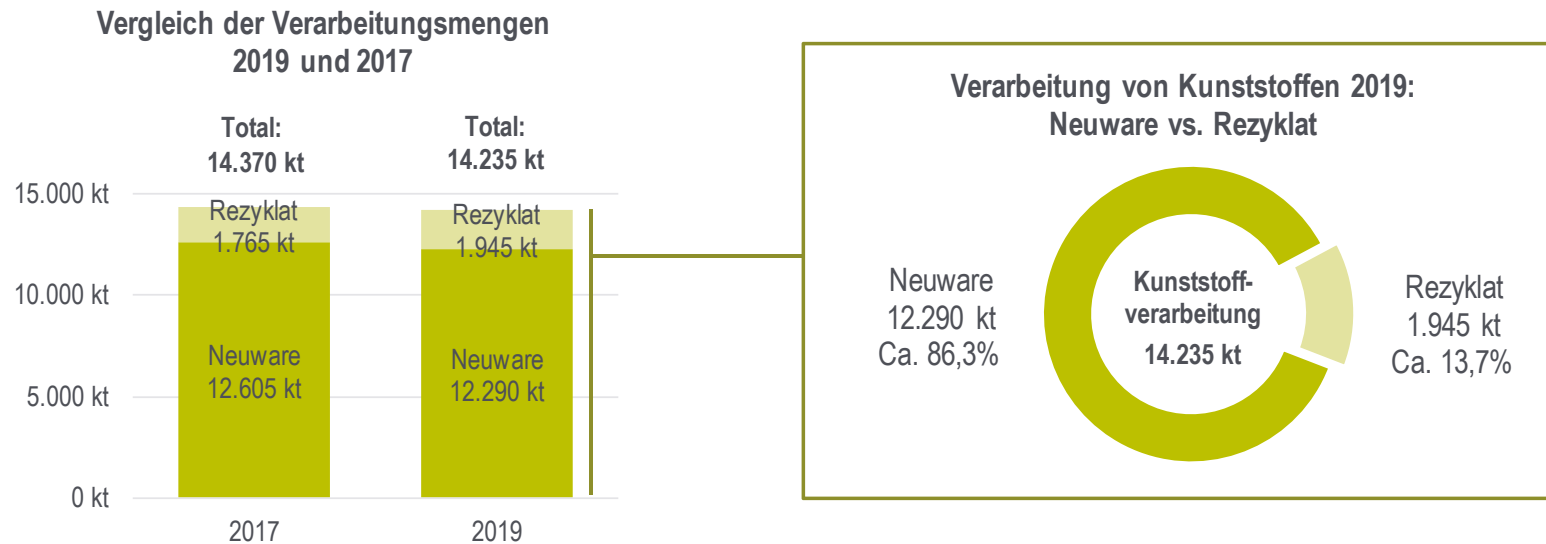 Vergleich der Verarbeitungsmengen
2019 und 2017
Total:
14.370 kt
Total:
14.235 kt
15.000 kt
10.000 kt
5.000 kt
0 kt
Rezyklat
1.765 kt
Neuware
12.605 kt
Rezyklat
1.945 kt
Neuware
12.290 kt
2017
2019
Verarbeitung von Kunststoffen 2019:
Neuware vs. Rezyklat
Neuware
12.290 kt
Ca. 86,3%
Kunststoff-
verarbeitung
14.235 kt
Rezyklat
1.945 kt
Ca. 13,7%